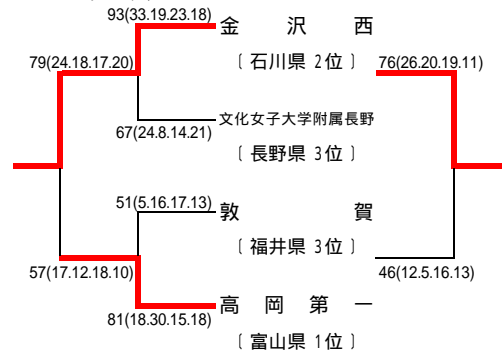 93(33.19.23.18)
金沢西
79(24.18.17.20)
〔石川県 2位〕
76(26.20.19.11)
文化女子大学附属長野
67(24.8.14.21)
〔長野県 3位〕
51(5.16.17.13)
敦賀
〔福井県 3位〕
57(17.12.18.10)
46(12.5.16.13)
高岡第一
81(18.30.15.18)
〔富山県 1位〕